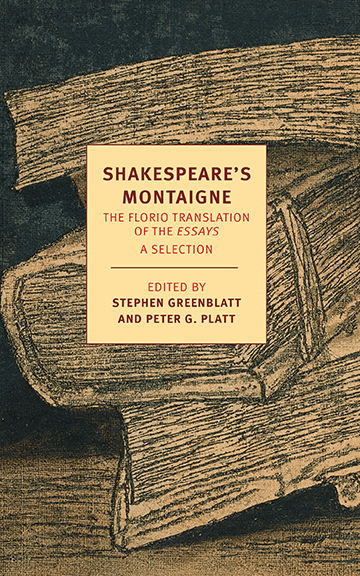 SHAKESPEARE'S
MONTAIGNE
THE FLORIO TRANSLATION
OF THE ESSAYS
A SELECTION
EDITED BY
STEPHEN GREENBLATT
AND PETER G. PLATT